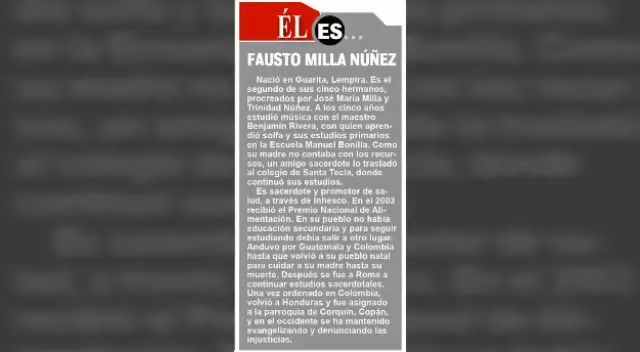 ÉL ES...
FAUSTO MILLA NÚÑEZ
Nació en Guarita, Lempira. Es el
segundo de sus cinco hermanos,
procreados por José María Milla y
Trinidad Núñez. A los cinco años
estudió música con el maestro
Benjamín Rivera, con quien apren-
dió solfa y sus estudios primarios
en la Escuela Manuel Bonilla. Como
su madre no contaba con los recur-
sos, un amigo sacerdote lo trasladó
al colegio de Santa Tecla, donde
continuó sus estudios.
Es sacerdote y promotor de sa-
lud, a través de Inhesco. En el 2003
recibió el Premio Nacional de Ali-
mentación. En su pueblo no había
educación secundaria y para seguir
estudiando debía salir a otro lugar.
Anduvo por Guatemala y Colombia
hasta que volvió a su pueblo natal
para cuidar a su madre hasta su
muerte. Después se fue a Roma a
continuar estudios sacerdotales.
Una vez ordenado en Colombia,
volvió a Honduras y fue asignado
a la parroquia de Corquín, Copán,
y en el occidente se ha mantenido
evangelizando y denunciando las
injusticias.